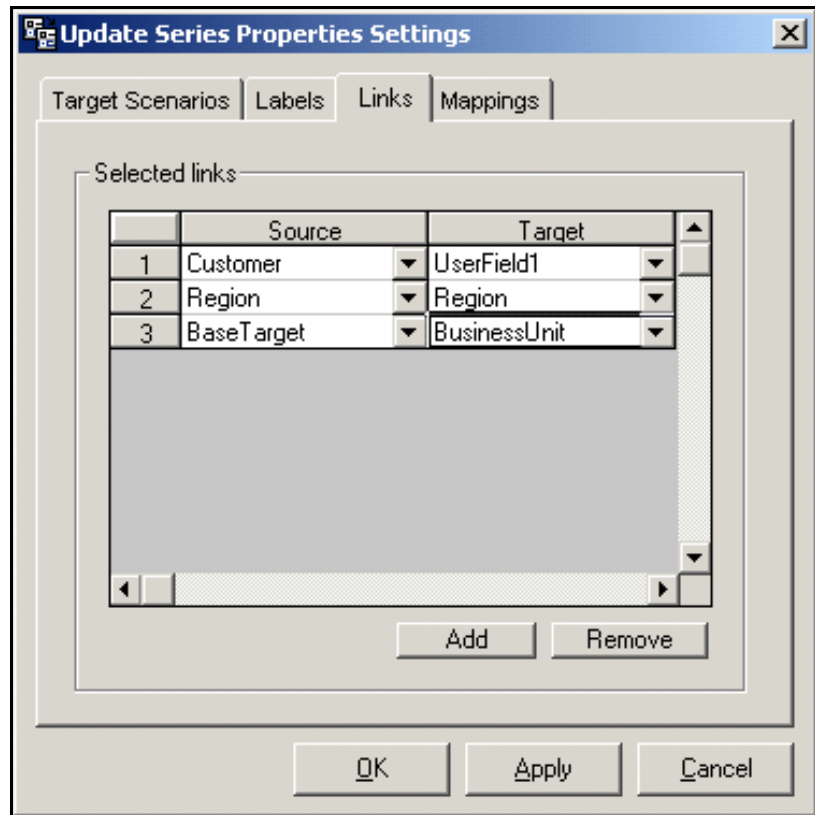 Update Series Properties Settings
Target Scenarios Labels Links Mappings
Selected links
Source Target
1 Customer UserField1
2 Region Region
3 BaseTarget BusinessUnit
Add Remove
OK Apply Cancel